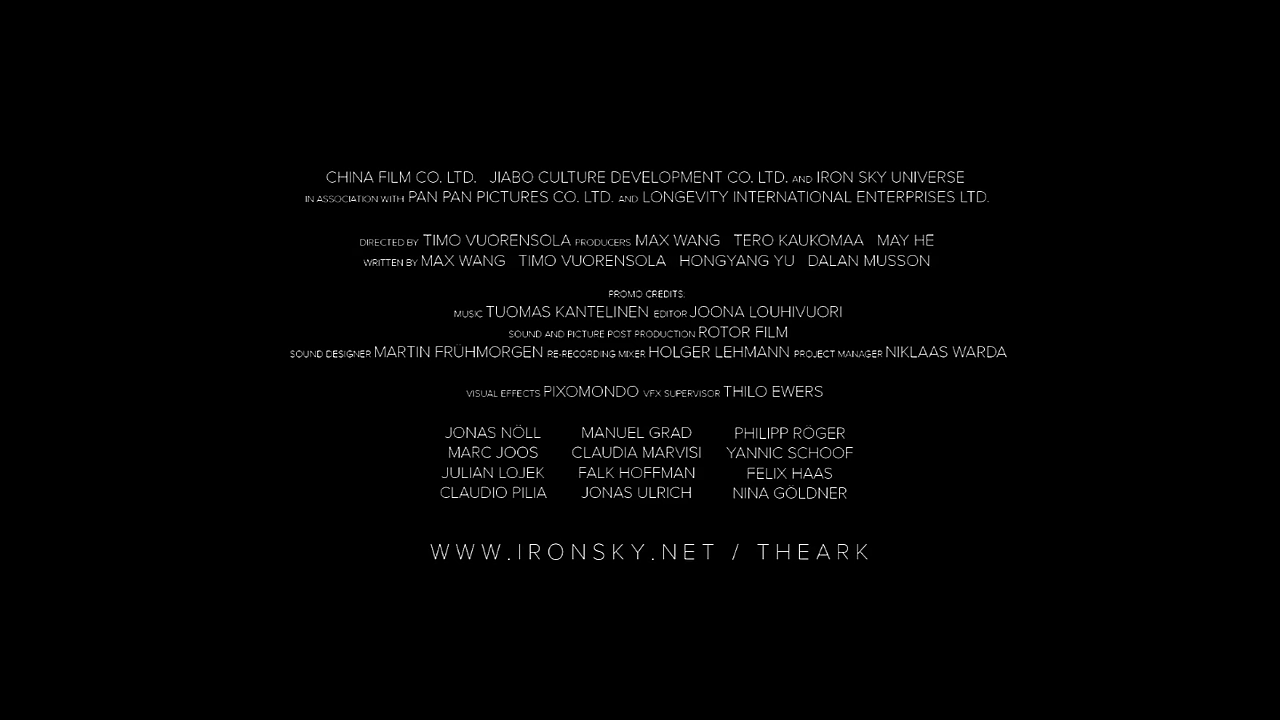 CHINA FILM CO. LTD. JIABO CULTURE DEVELOPMENT CO. LTD. AND IRON SKY UNIVERSE
IN ASSOCIATION WITH PAN PAN PICTURES CO. LTD. AND LONGEVITY INTERNATIONAL ENTERPRISES LTD.
DIRECTED BY TIMO VUORENSOLA PRODUCERS MAX WANG TERO KAUKOMAA MAY HE
WRITTEN BY MAX WANG TIMO VUORENSOLA HONGYANG YU DALAN MUSSON
PROMO CREDITS:
MUSIC TUOMAS KANTELINEN EDITOR JOONA LOUHIVUORI
SOUND AND PICTURE POST PRODUCTION ROTOR FILM
SOUND DESIGNER MARTIN FRÜHMORGEN RE-RECORDING MIXER HOLGER LEHMANN PROJECT MANAGER NIKLAAS WARDA
VISUAL EFFECTS PIXOMONDO VFX SUPERVISOR THILO EWERS
JONAS NÖLL MANUEL GRAD PHILIPP RÖGER
MARC JOOS CLAUDIA MARVISI YANNIC SCHOOF
JULIAN LOJEK FALK HOFFMAN FELIX HAAS
CLAUDIO PILIA JONAS ULRICH NINA GÖLDNER
WWW.IRONSKY.NET / THEARK